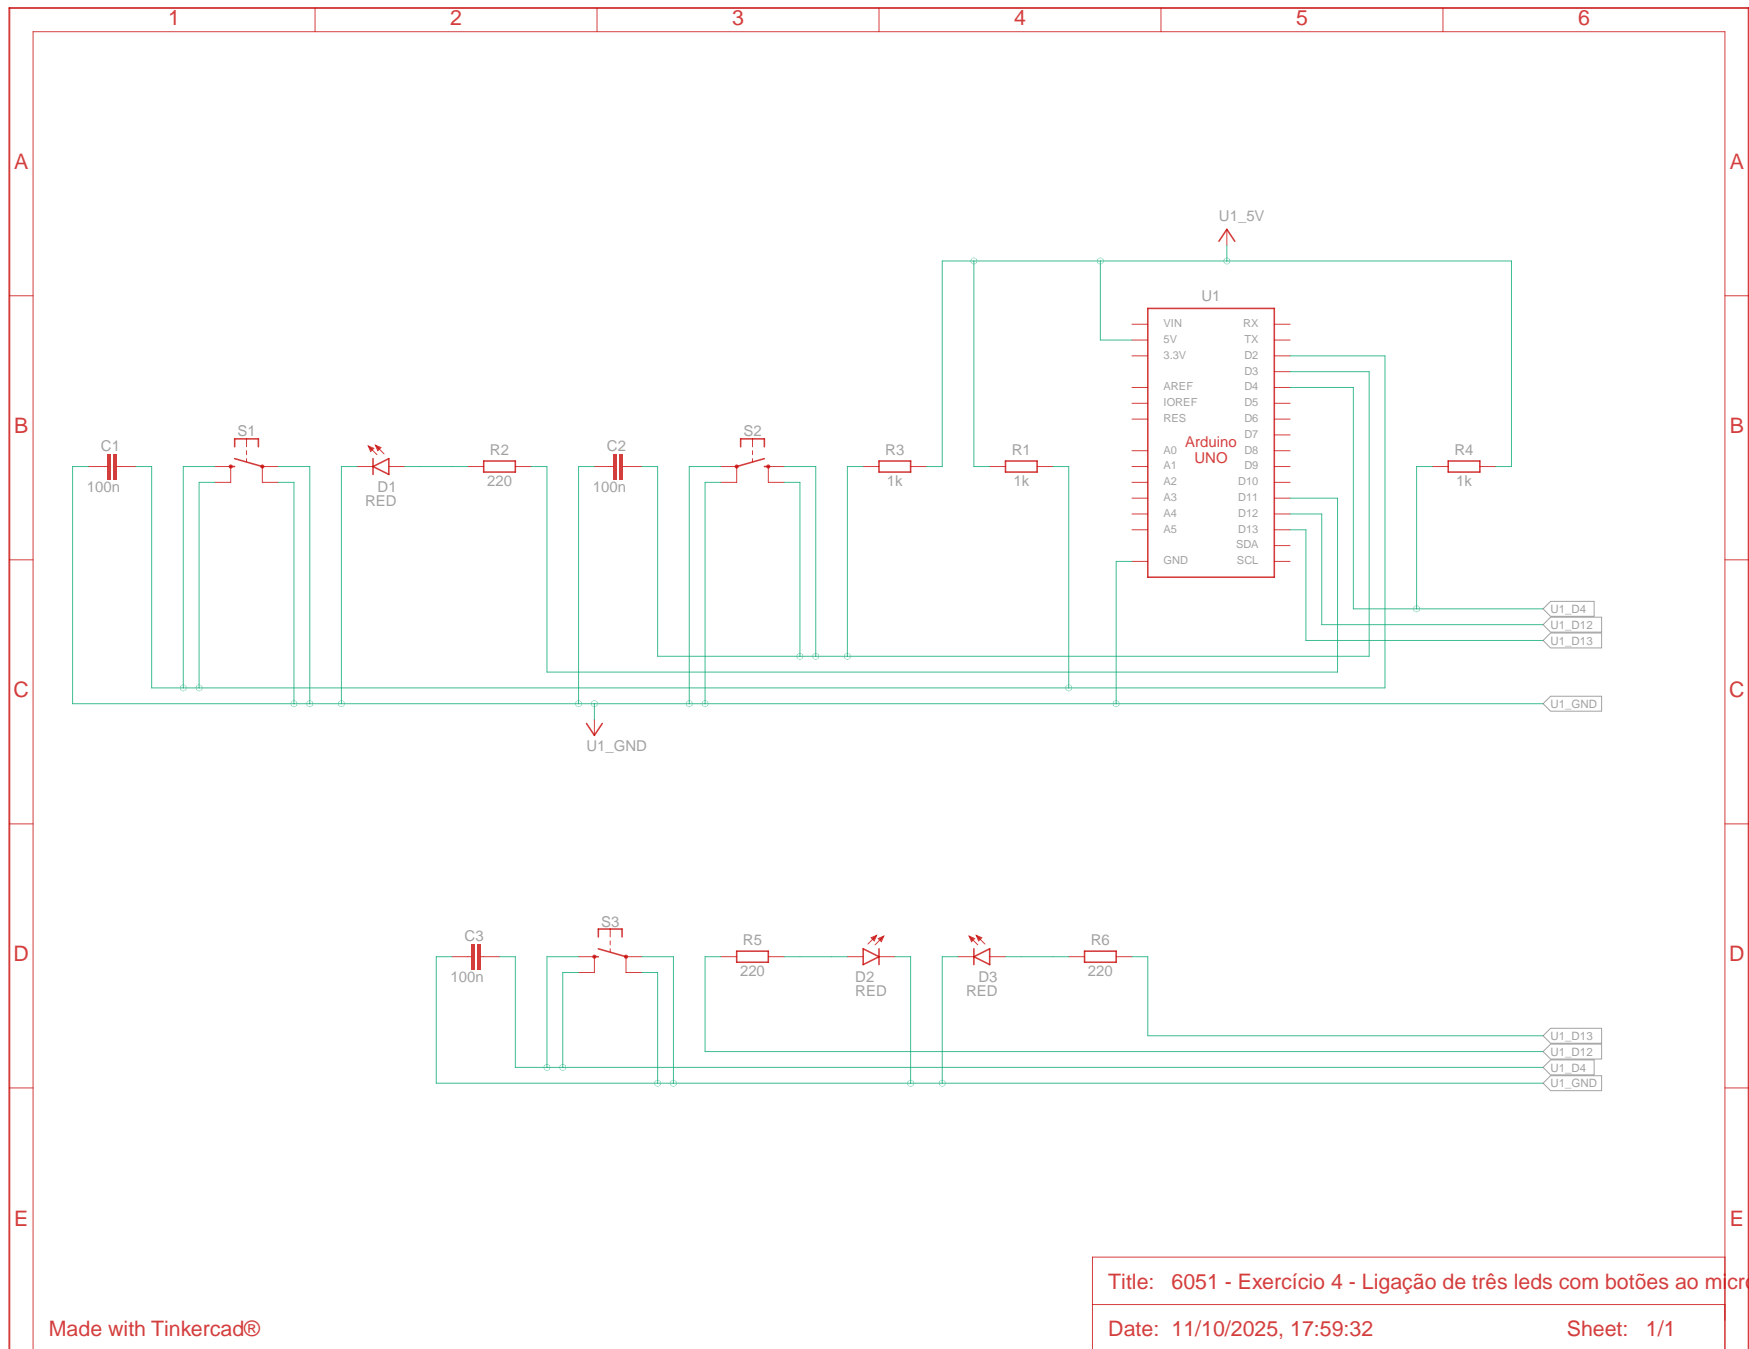 1 2 3 4 5 6
A A
U1_5V
U1
VIN RX
5V TX
3.3V D2
D3
AREF D4
IOREF D5
RES D6
D7
A0 D8
A1 D9
A2 D10
A3 D11
A4 D12
A5 D13
SDA
GND SCL
Arduino
UNO
B B
C1
100n
S1
D1
RED
R2
220
C2
100n
S2
R3
1k
R1
1k
R4
1k
U1_D4
U1_D12
U1_D13
C C
U1_GND
U1_GND
D D
C3
100n
S3
R5
220
D2
RED
D3
RED
R6
220
U1_D13
U1_D12
U1_D4
U1_GND
E E
Title: 6051 - Exercício 4 - Ligação de três leds com botões ao micro
Made with Tinkercad®
Date: 11/10/2025, 17:59:32 Sheet: 1/1